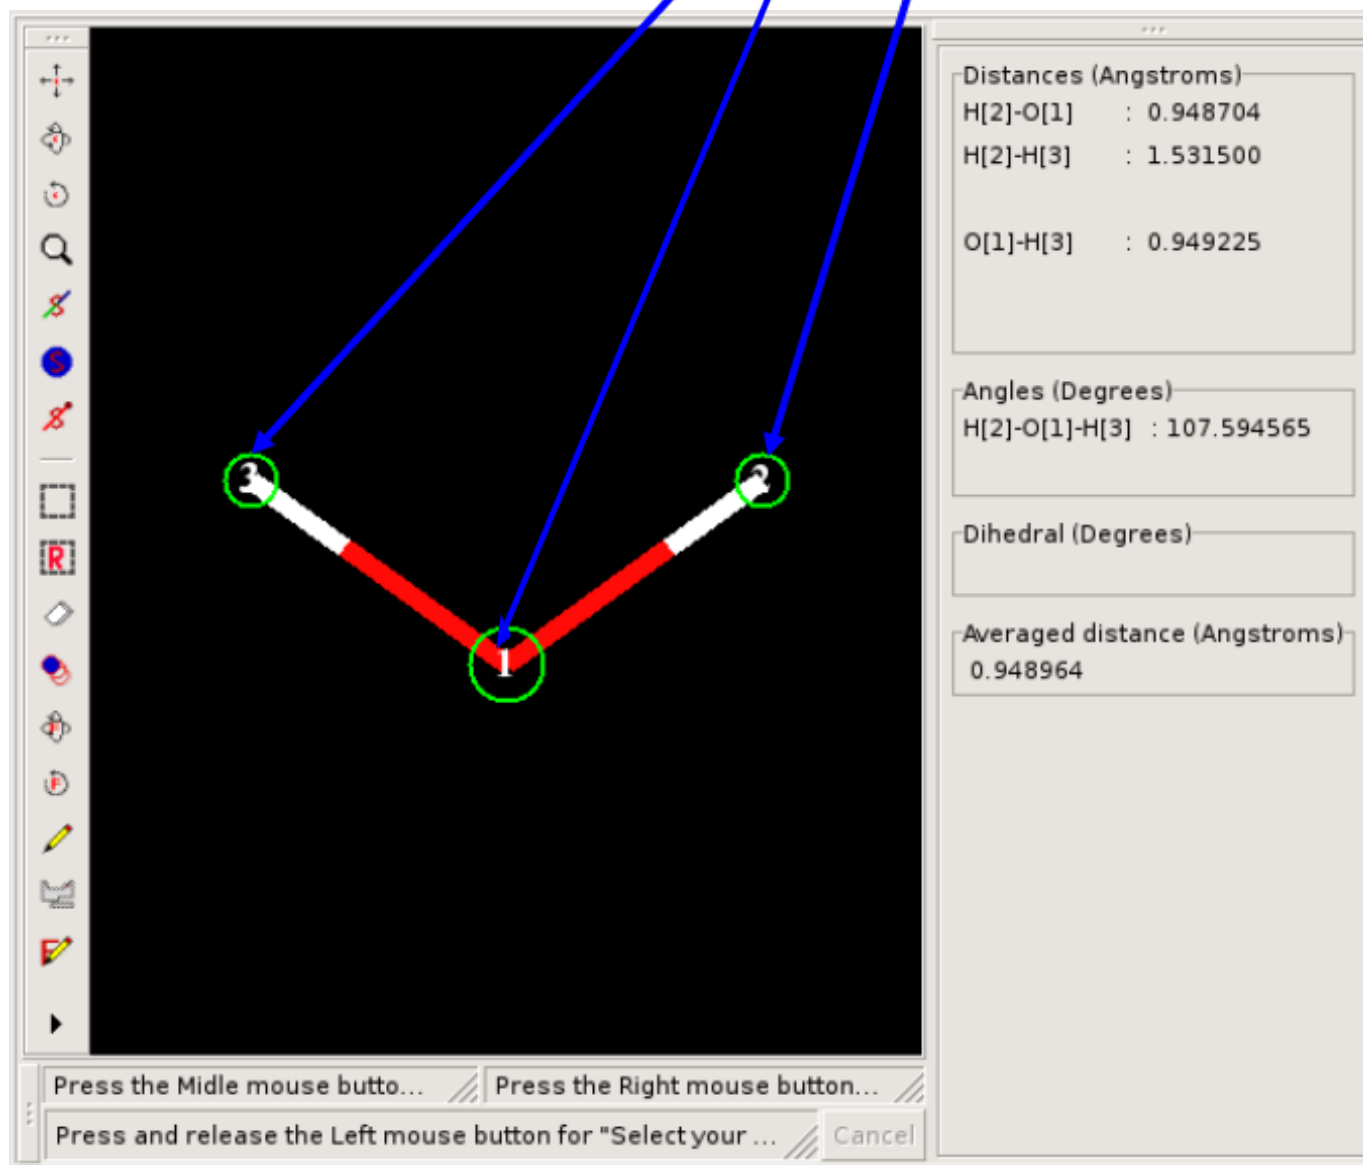 Distances (Angstroms)
H[2]-O[1] : 0.948704
H[2]-H[3] : 1.531500
O[1]-H[3] : 0.949225
Angles (Degrees)
H[2]-O[1]-H[3] : 107.594565
Dihedral (Degrees)
Averaged distance (Angstroms)
0.948964
S
S
S
R
F
F
3
2
1
Press the Midle mouse butto...
Press the Right mouse button...
Press and release the Left mouse button for "Select your ...
Cancel